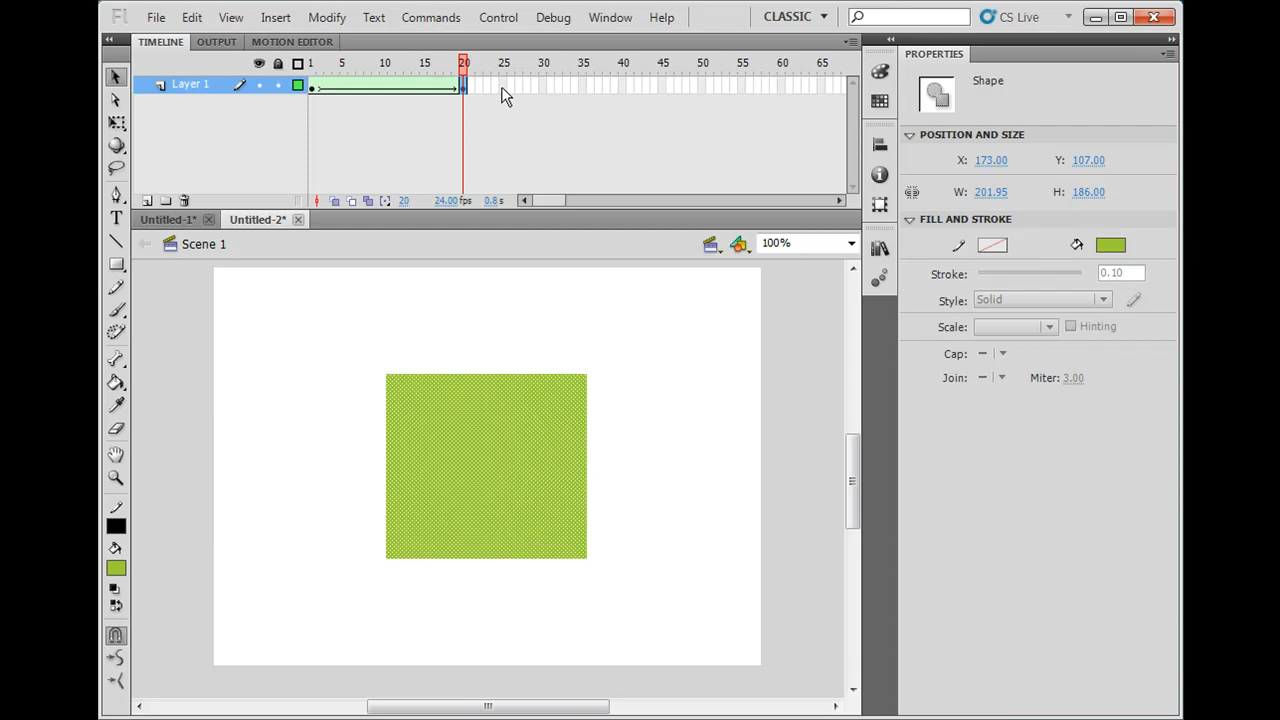 Fl File Edit View Insert Modify Text Commands Control Debug Window Help CLASSIC CS Live
TIMELINE OUTPUT MOTION EDITOR
1 5 10 15 20 25 30 35 40 45 50 55 60 65
Layer 1
20 24.00 fps 0.8 s
Untitled-1* Untitled-2*
Scene 1 100%
PROPERTIES
Shape
POSITION AND SIZE
X: 173.00 Y: 107.00
W: 201.95 H: 186.00
FILL AND STROKE
Stroke: 0.10
Style: Solid
Scale: Hinting
Cap:
Join: Miter: 3.00